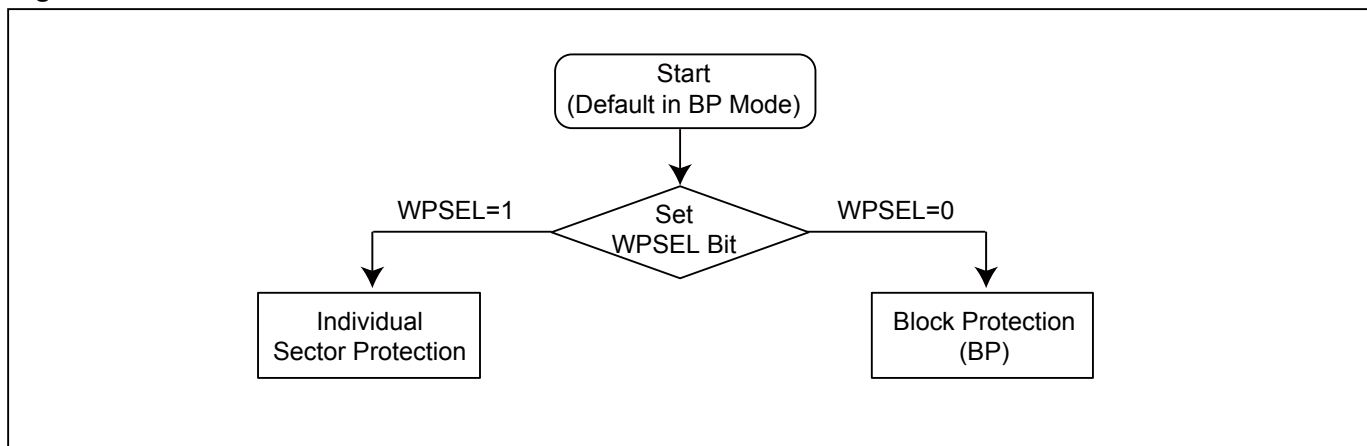 Start
(Default in BP Mode)
WPSEL=1
Set
WPSEL Bit
WPSEL=0
Individual
Sector Protection
Block Protection
(BP)